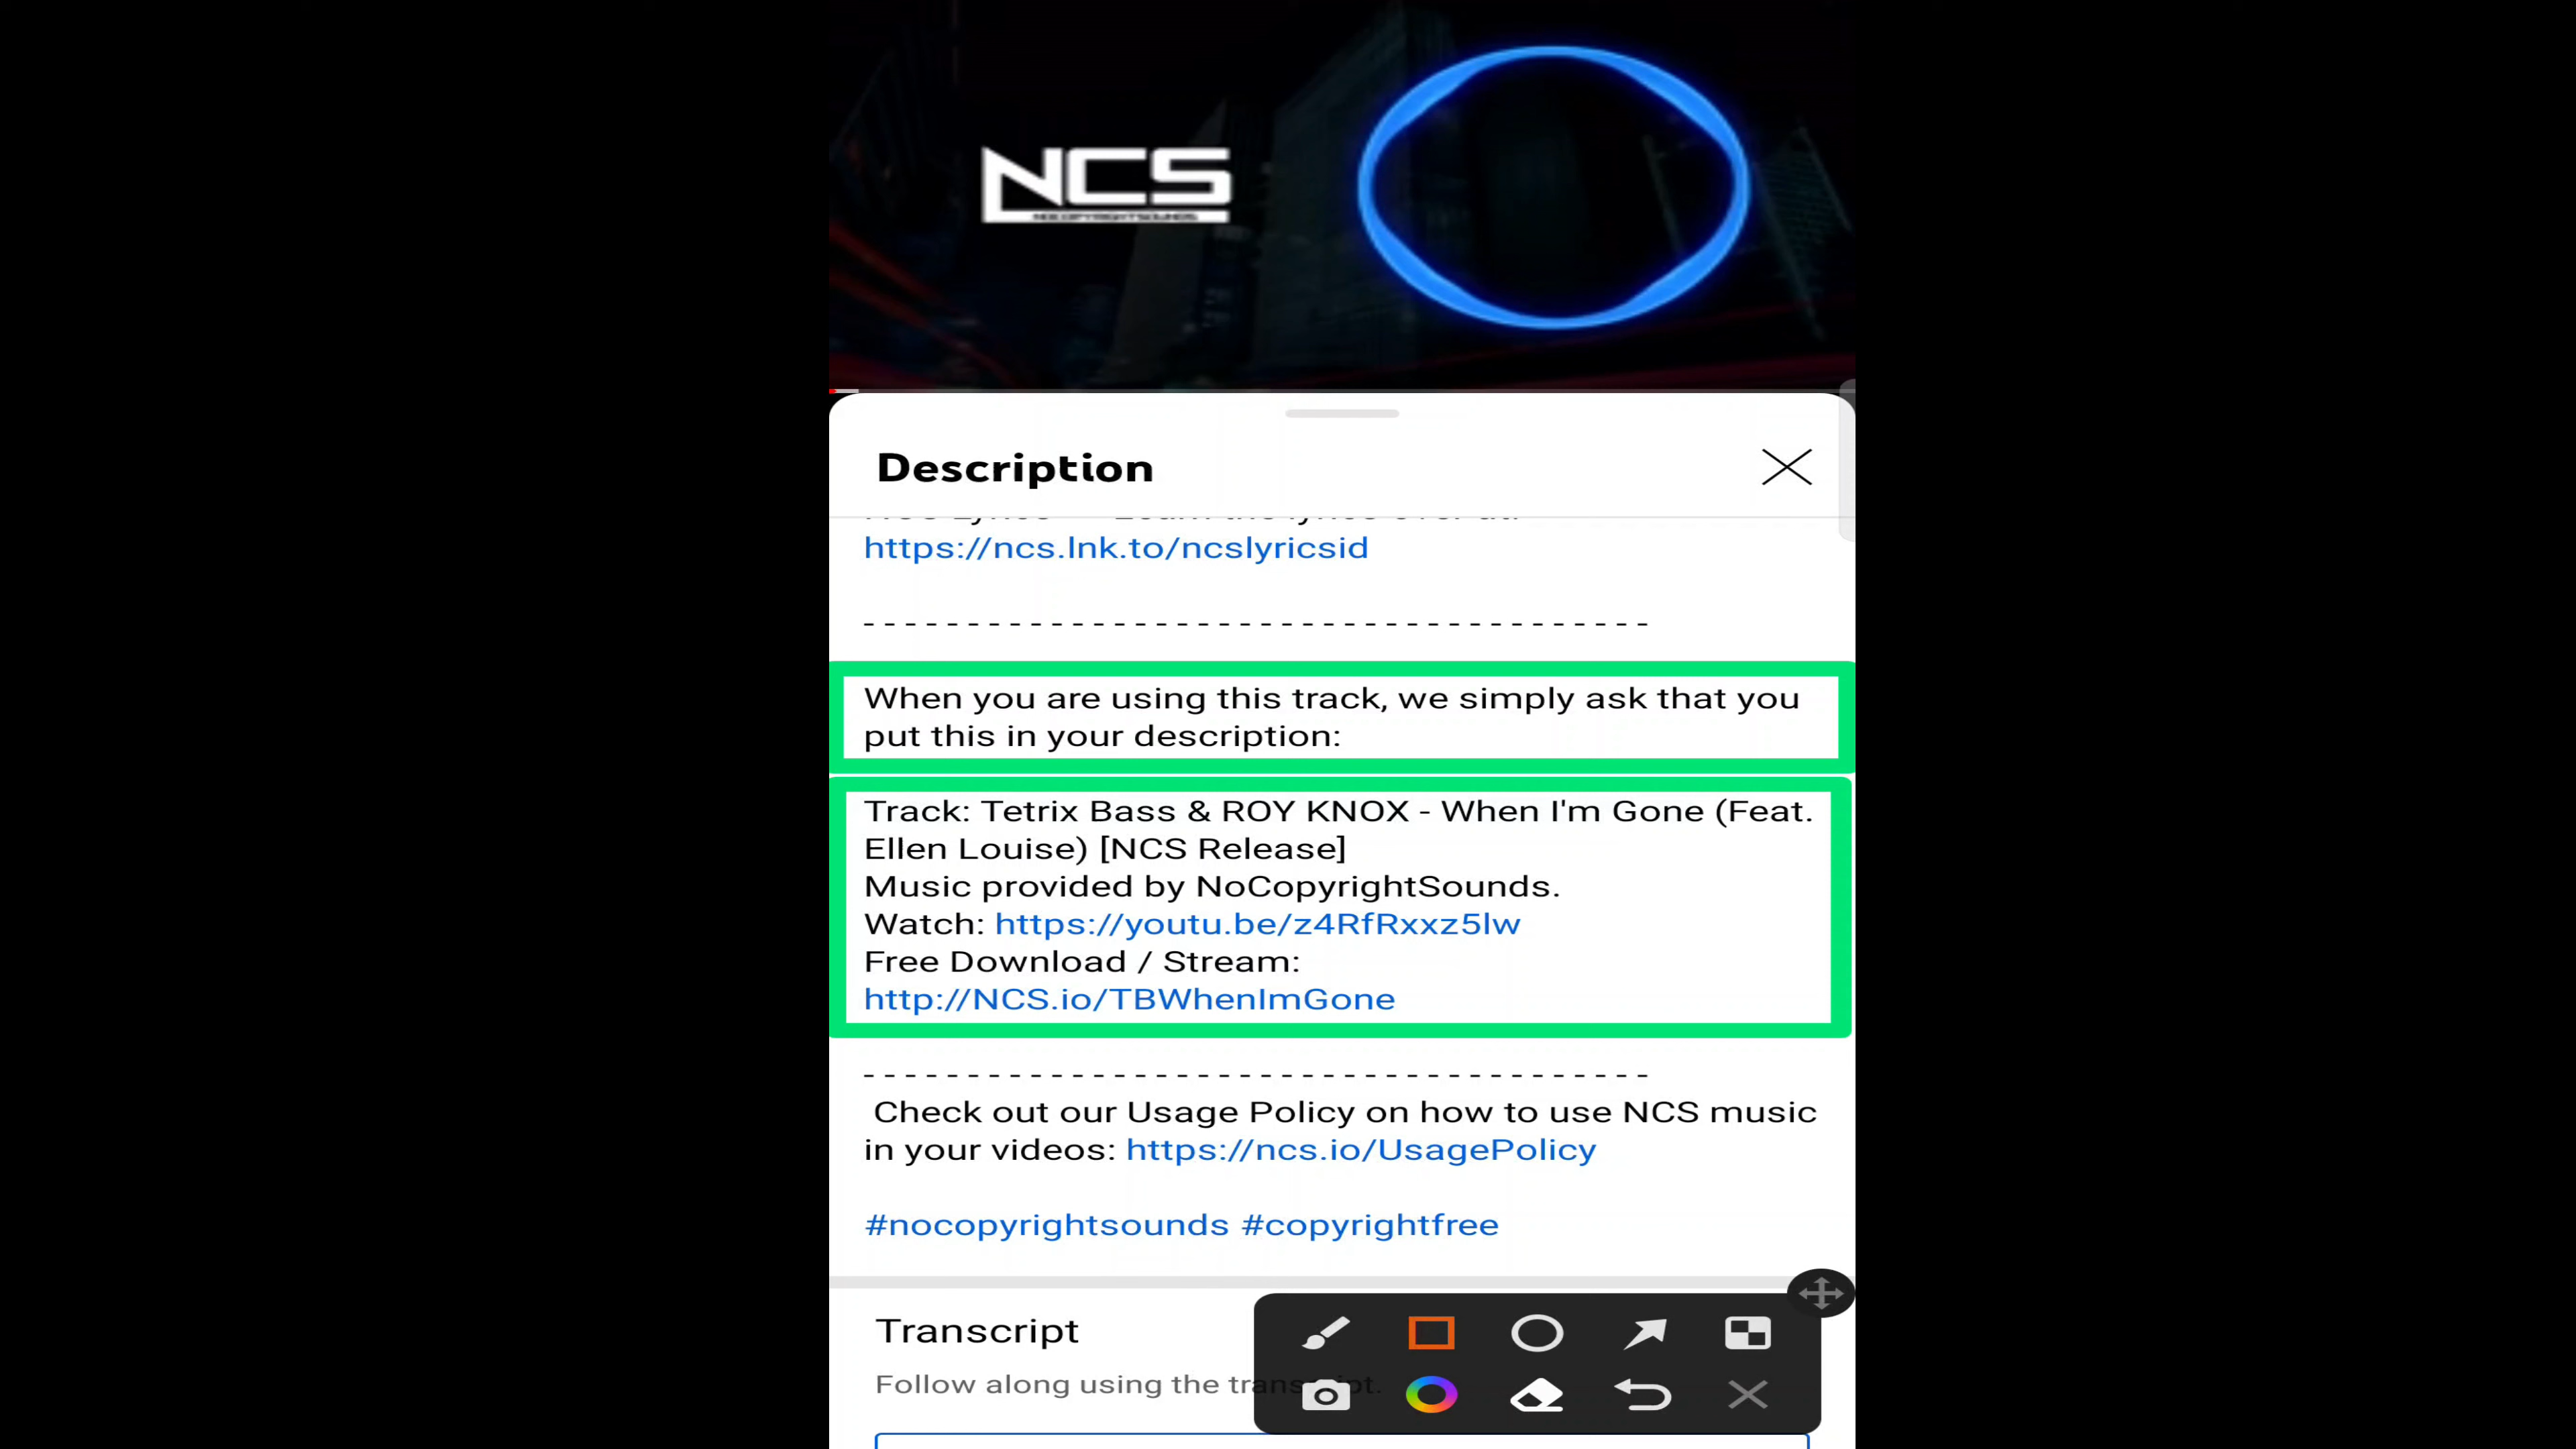 NCS
NOCOPYRIGHTSOUNDS
Description
https://ncs.lnk.to/ncslyricsid
- - - - - - - - - - - - - - - - - - - - - - - - - - - - - - - - - - - - - -
When you are using this track, we simply ask that you
put this in your description:
Track: Tetrix Bass & ROY KNOX - When I'm Gone (Feat.
Ellen Louise) [NCS Release]
Music provided by NoCopyrightSounds.
Watch: https://youtu.be/z4RfRxxz5lw
Free Download / Stream:
http://NCS.io/TBWhenImGone
- - - - - - - - - - - - - - - - - - - - - - - - - - - - - - - - - - - - - -
Check out our Usage Policy on how to use NCS music
in your videos: https://ncs.io/UsagePolicy
#nocopyrightsounds #copyrightfree
Transcript
Follow along using the transcript.